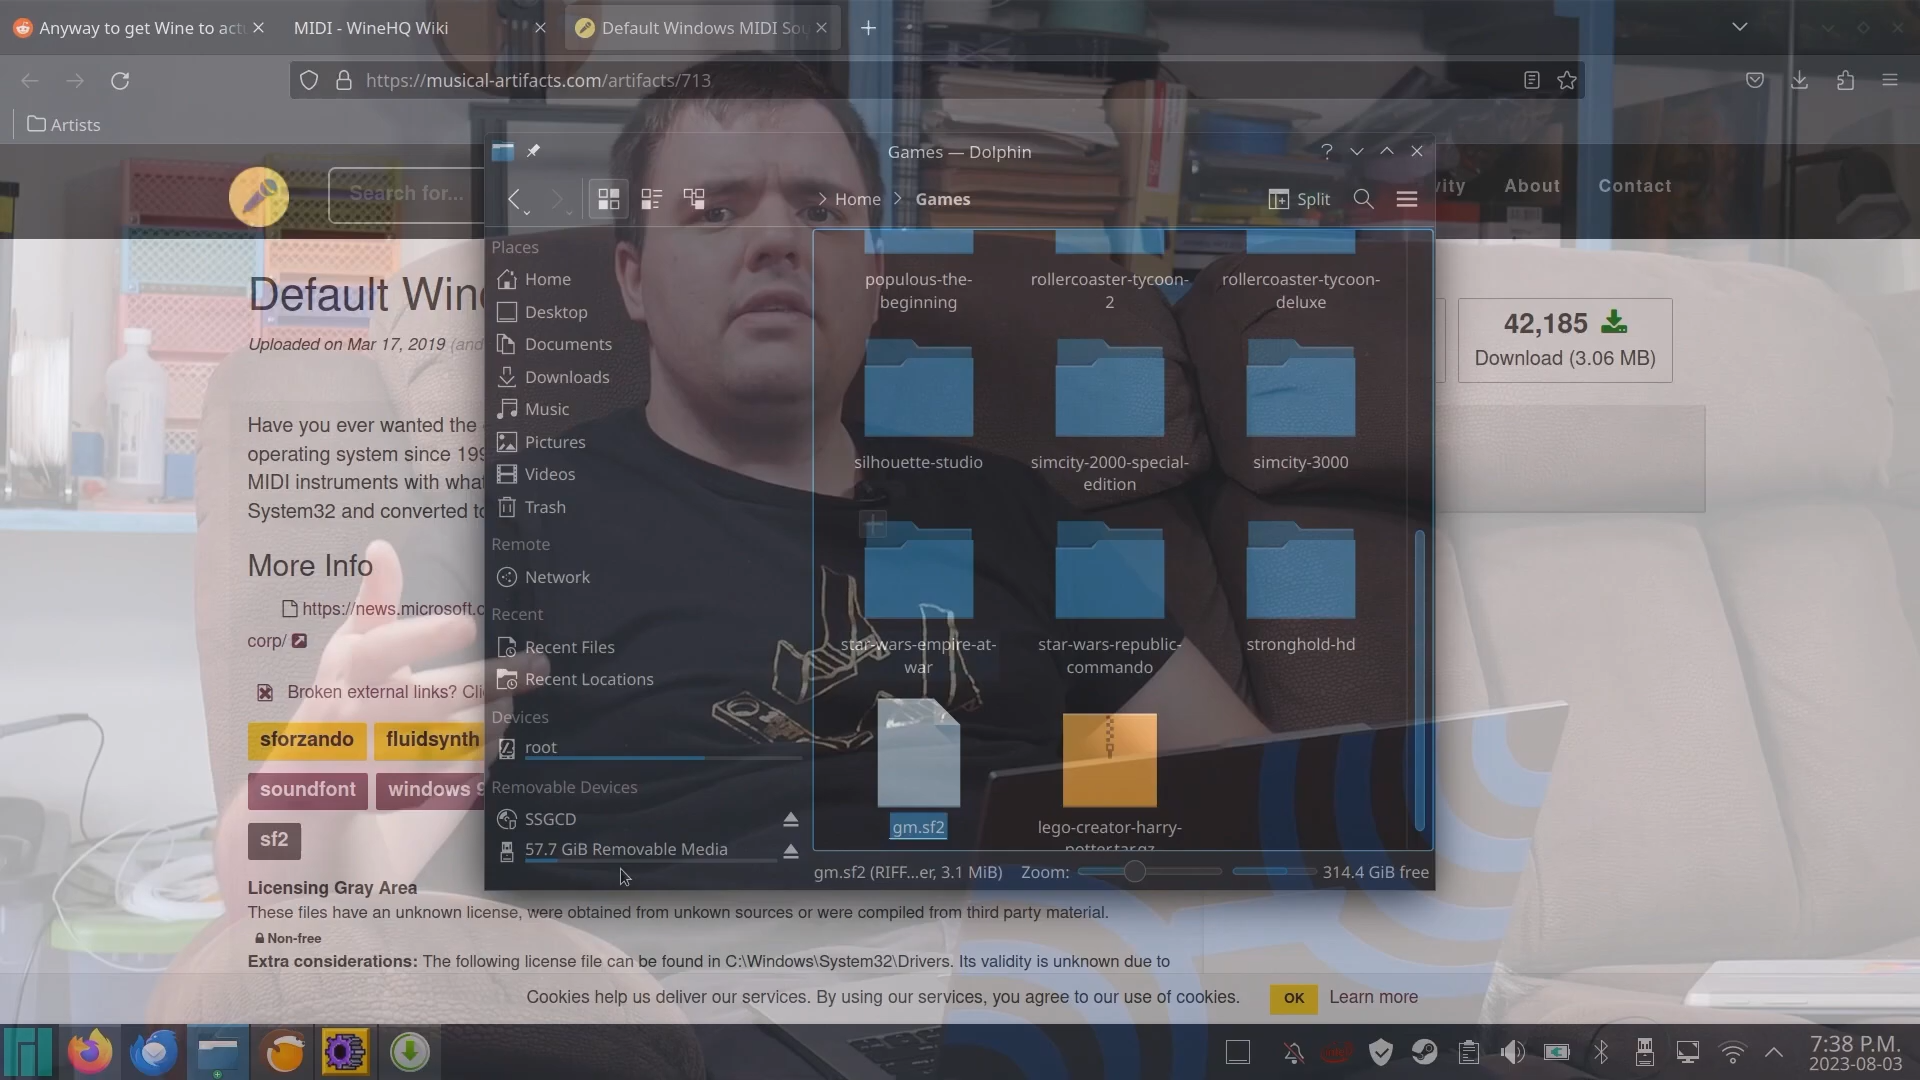 Anyway to get Wine to actu
MIDI - WineHQ Wiki
Default Windows MIDI Sou
https://musical-artifacts.com/artifacts/713
Artists
Search for...
vity
About
Contact
Default Wind
Uploaded on Mar 17, 2019 (and
42,185
Download (3.06 MB)
Have you ever wanted the
operating system since 199
MIDI instruments with what
System32 and converted to
More Info
https://news.microsoft.c
corp/
Broken external links? Cli
sforzando
fluidsynth
soundfont
windows 9
sf2
Licensing Gray Area
These files have an unknown license, were obtained from unkown sources or were compiled from third party material.
Non-free
Extra considerations: The following license file can be found in C:\Windows\System32\Drivers. Its validity is unknown due to
Cookies help us deliver our services. By using our services, you agree to our use of cookies.
OK
Learn more
Games — Dolphin
Home
Games
Split
Places
Home
Desktop
Documents
Downloads
Music
Pictures
Videos
Trash
Remote
Network
Recent
Recent Files
Recent Locations
Devices
root
Removable Devices
SSGCD
57.7 GiB Removable Media
populous-the-
beginning
rollercoaster-tycoon-
2
rollercoaster-tycoon-
deluxe
silhouette-studio
simcity-2000-special-
edition
simcity-3000
star-wars-empire-at-
war
star-wars-republic-
commando
stronghold-hd
gm.sf2
lego-creator-harry-
potter.tar.gz
gm.sf2 (RIFF...er, 3.1 MiB)
Zoom:
314.4 GiB free
7:38 P.M.
2023-08-03